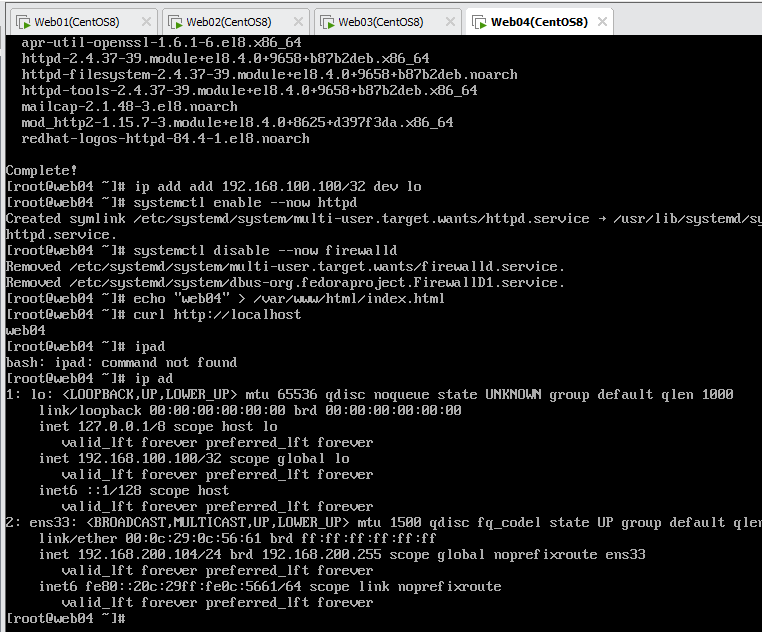 Web01(CentOS8) Web02(CentOS8) Web03(CentOS8) Web04(CentOS8)
apr-util-openssl-1.6.1-6.el8.x86_64
httpd-2.4.37-39.module+el8.4.0+9658+b87b2deb.x86_64
httpd-filesystem-2.4.37-39.module+el8.4.0+9658+b87b2deb.noarch
httpd-tools-2.4.37-39.module+el8.4.0+9658+b87b2deb.x86_64
mailcap-2.1.48-3.el8.noarch
mod_http2-1.15.7-3.module+el8.4.0+8625+d397f3da.x86_64
redhat-logos-httpd-84.4-1.el8.noarch
Complete!
[root@web04 ~]# ip add add 192.168.100.100/32 dev lo
[root@web04 ~]# systemctl enable --now httpd
Created symlink /etc/systemd/system/multi-user.target.wants/httpd.service → /usr/lib/systemd/sy
httpd.service.
[root@web04 ~]# systemctl disable --now firewalld
Removed /etc/systemd/system/multi-user.target.wants/firewalld.service.
Removed /etc/systemd/system/dbus-org.fedoraproject.FirewallD1.service.
[root@web04 ~]# echo "web04" > /var/www/html/index.html
[root@web04 ~]# curl http://localhost
web04
[root@web04 ~]# ipad
bash: ipad: command not found
[root@web04 ~]# ip ad
1: lo: <LOOPBACK,UP,LOWER_UP> mtu 65536 qdisc noqueue state UNKNOWN group default qlen 1000
link/loopback 00:00:00:00:00:00 brd 00:00:00:00:00:00
inet 127.0.0.1/8 scope host lo
valid_lft forever preferred_lft forever
inet 192.168.100.100/32 scope global lo
valid_lft forever preferred_lft forever
inet6 ::1/128 scope host
valid_lft forever preferred_lft forever
2: ens33: <BROADCAST,MULTICAST,UP,LOWER_UP> mtu 1500 qdisc fq_codel state UP group default qlen
link/ether 00:0c:29:0c:56:61 brd ff:ff:ff:ff:ff:ff
inet 192.168.200.104/24 brd 192.168.200.255 scope global noprefixroute ens33
valid_lft forever preferred_lft forever
inet6 fe80::20c:29ff:fe0c:5661/64 scope link noprefixroute
valid_lft forever preferred_lft forever
[root@web04 ~]#